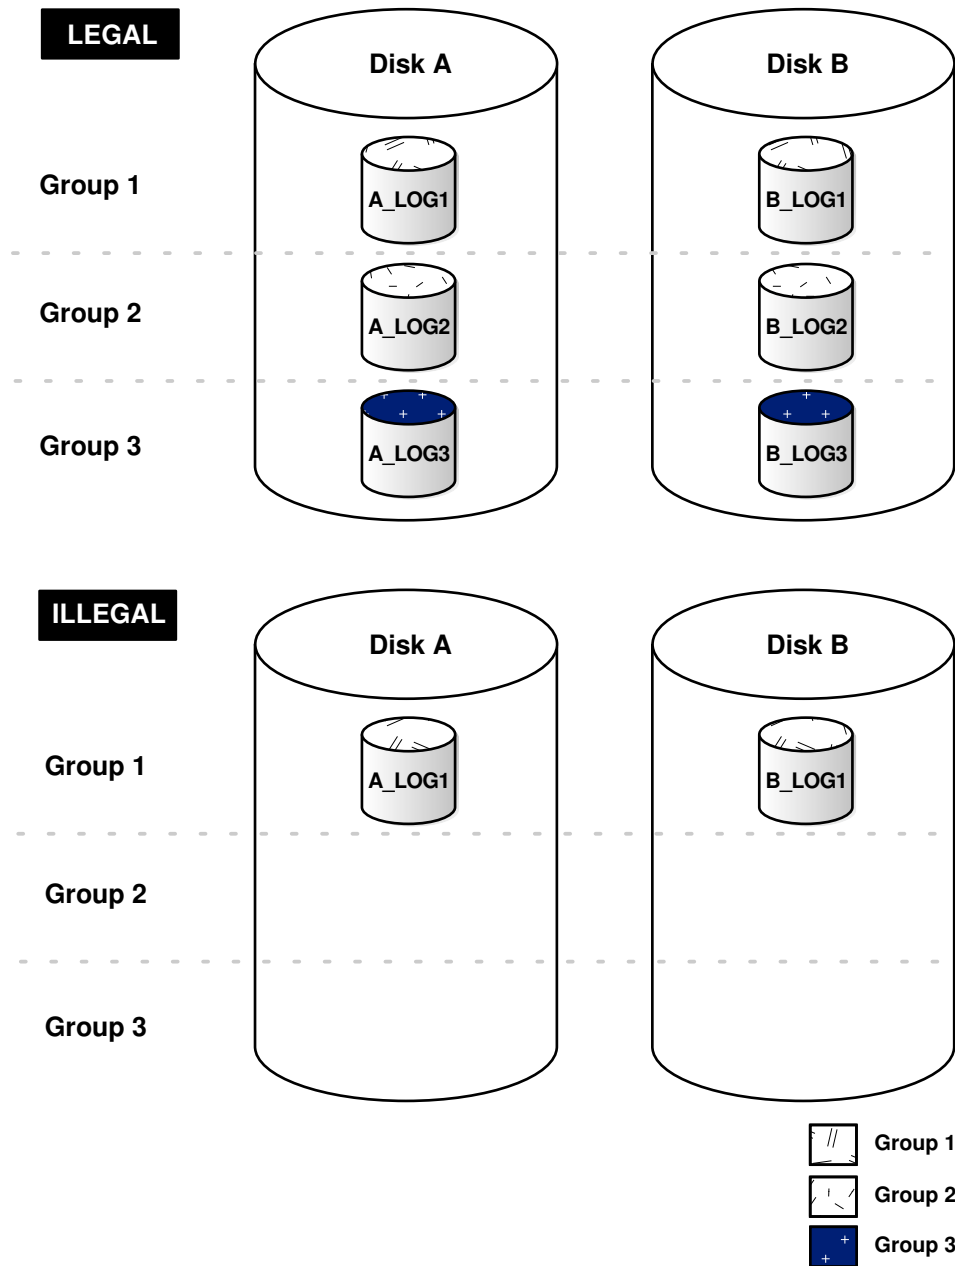 LEGAL
Disk A Disk B
Group 1 A_LOG1 B_LOG1
Group 2 A_LOG2 B_LOG2
Group 3 A_LOG3 B_LOG3
ILLEGAL
Disk A Disk B
Group 1 A_LOG1 B_LOG1
Group 2
Group 3
Group 1
Group 2
Group 3